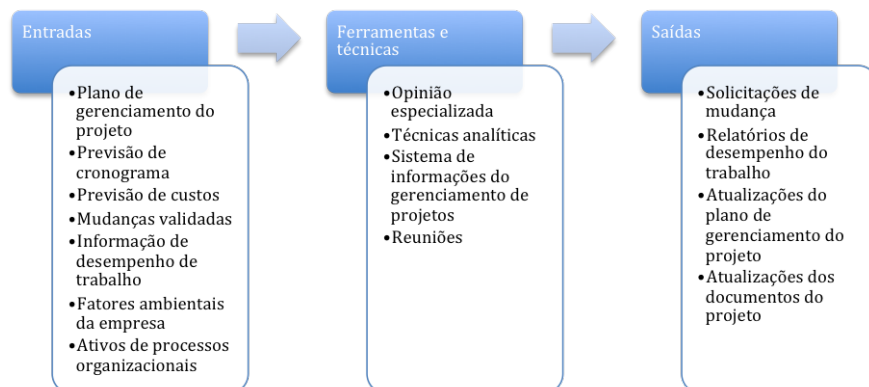 Entradas
•Plano de
gerenciamento do
projeto
•Previsão de
cronograma
•Previsão de custos
•Mudanças validadas
•Informação de
desempenho de
trabalho
•Fatores ambientais
da empresa
•Ativos de processos
organizacionais
Ferramentas e
técnicas
•Opinião
especializada
•Técnicas analíticas
•Sistema de
informações do
gerenciamento de
projetos
•Reuniões
Saídas
•Solicitações de
mudança
•Relatórios de
desempenho do
trabalho
•Atualizações do
plano de
gerenciamento do
projeto
•Atualizações dos
documentos do
projeto